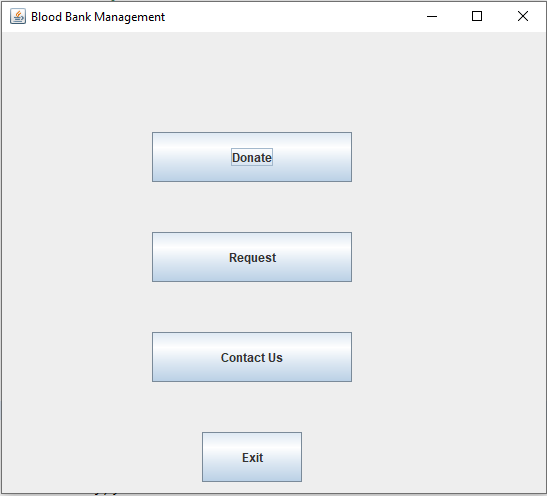 Blood Bank Management
Donate
Request
Contact Us
Exit